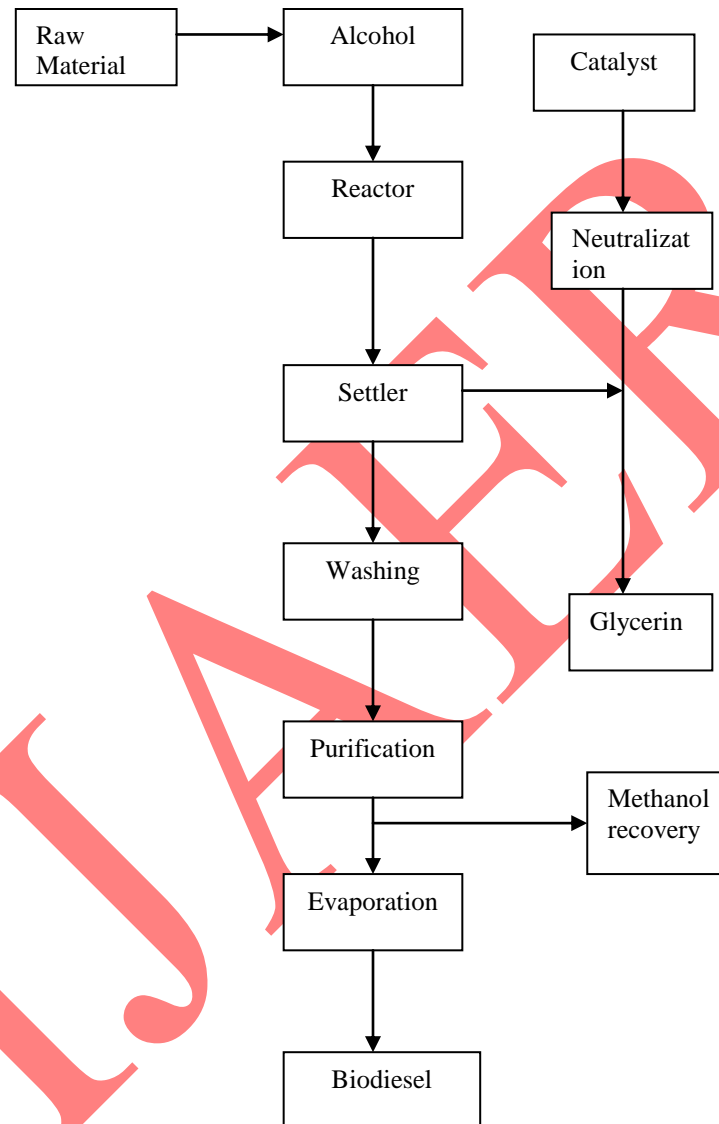 Raw
Material
Alcohol
Catalyst
Reactor
Neutralizat
ion
Settler
Washing
Glycerin
Purification
Methanol
recovery
Evaporation
Biodiesel
IJAER